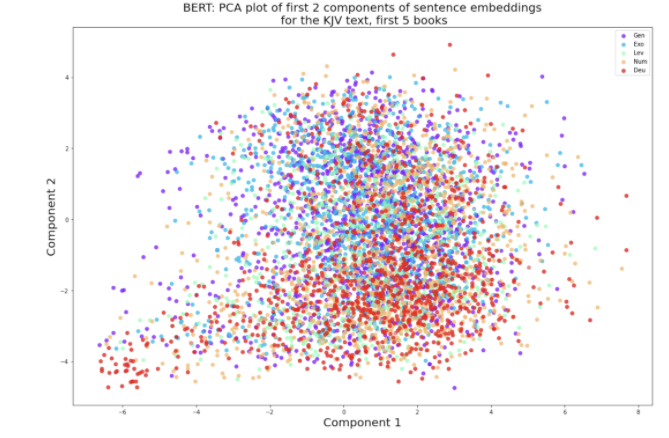 BERT: PCA plot of first 2 components of sentence embeddings
for the KJV text, first 5 books
Gen
Exo
Lev
Num
Deu
Component 2
4
2
0
−2
−4
−6
−4
−2
0
2
4
6
8
Component 1